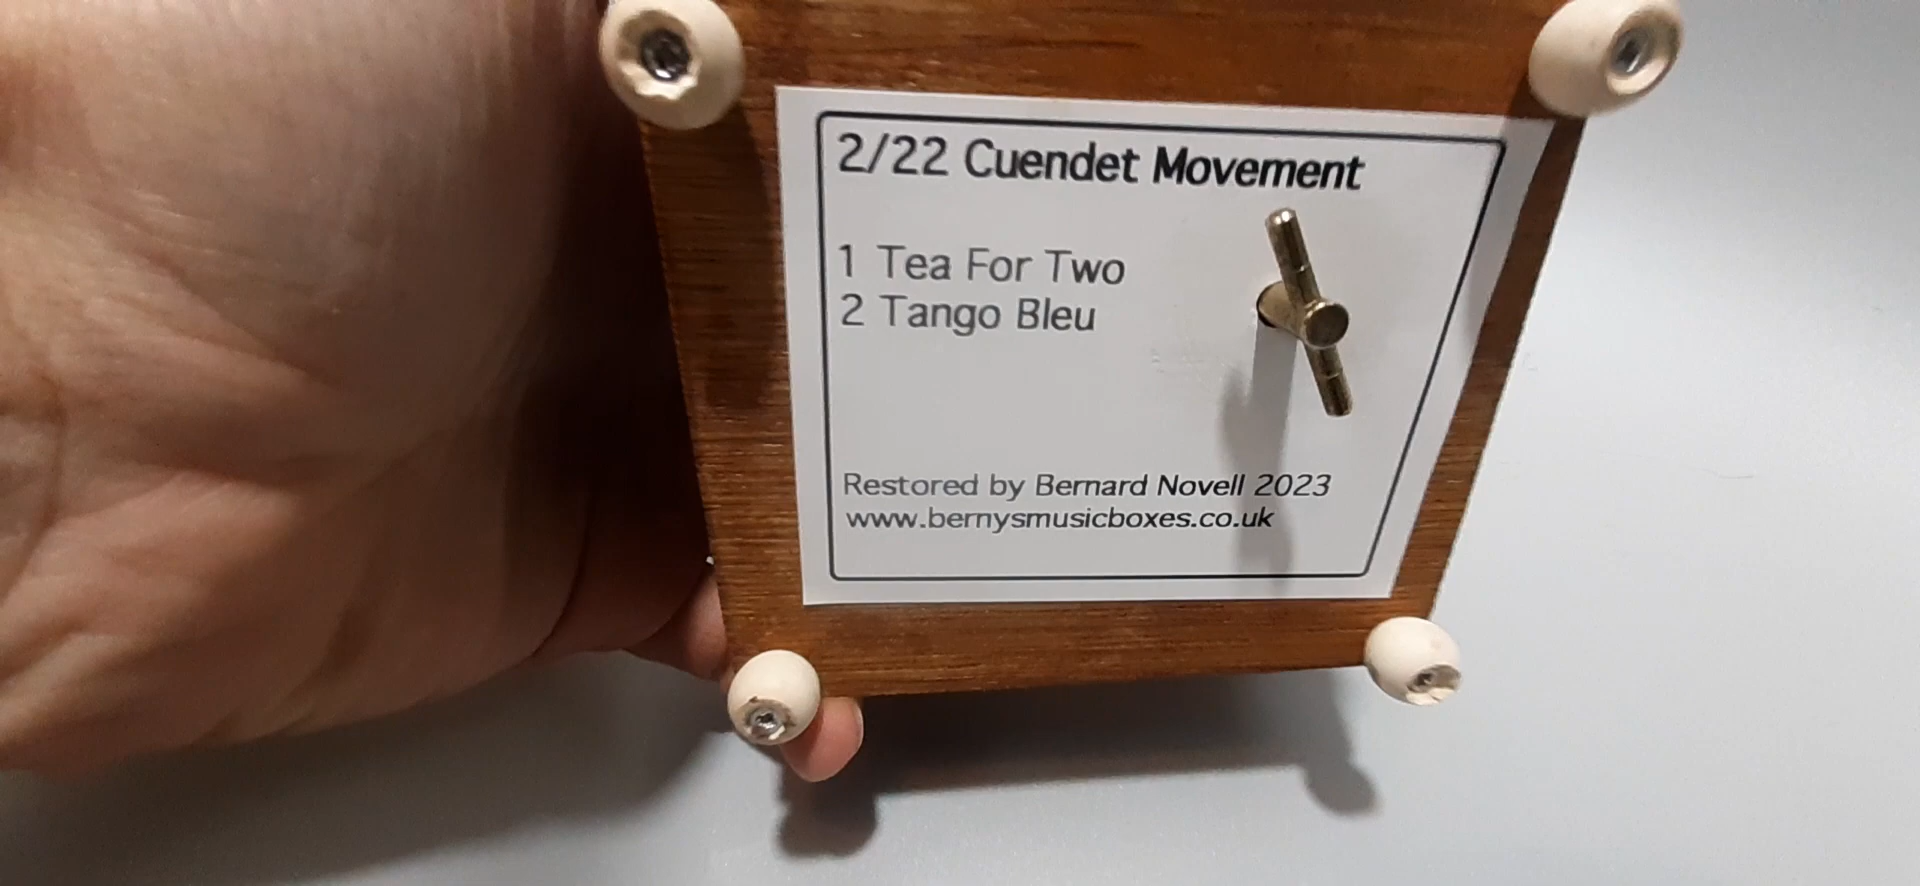 2/22 Cuendet Movement
1 Tea For Two
2 Tango Bleu
Restored by Bernard Novell 2023
www.bernysmusicboxes.co.uk